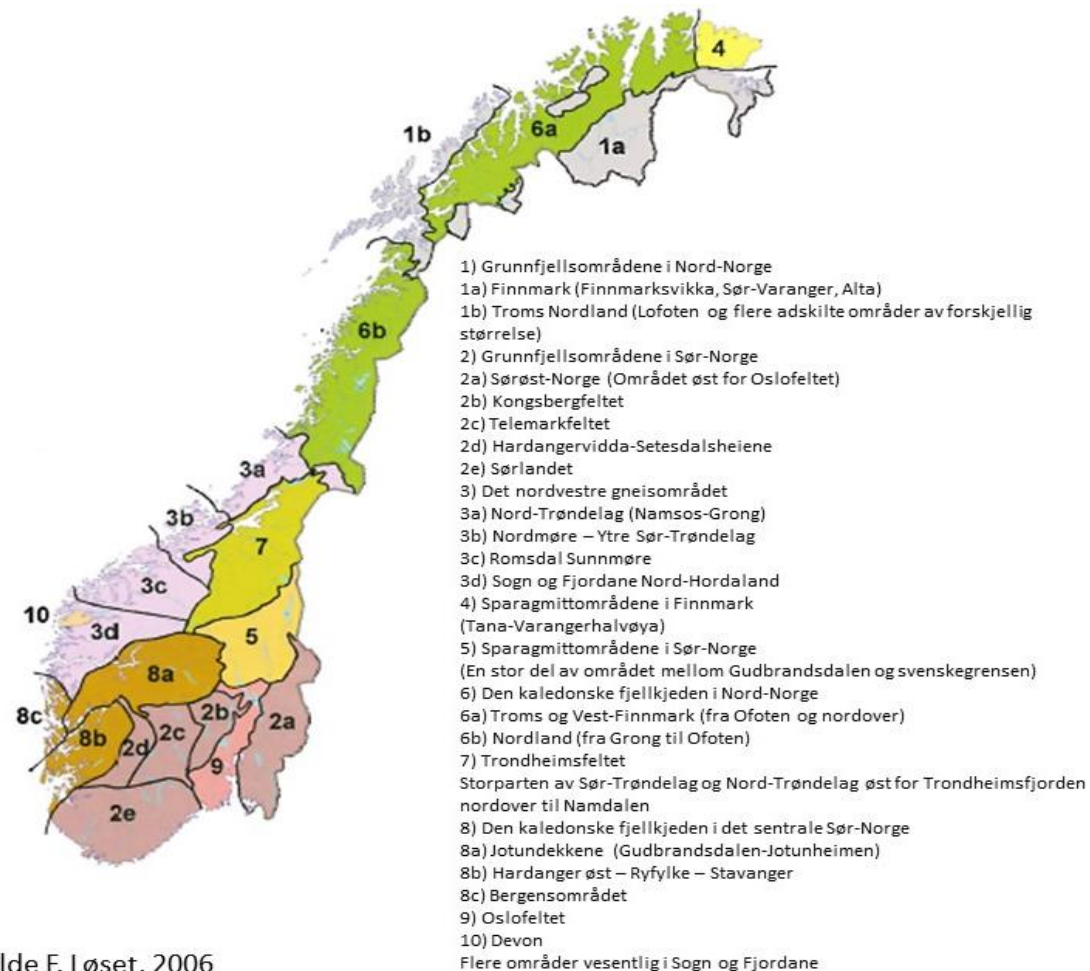 4
1b
6a
1a
6b
3a
3b
7
3c
10
3d
5
8a
8c
2b
2a
8b
2d
2c
9
2e
1) Grunnfjellsområdene i Nord-Norge
1a) Finnmark (Finnmarksvikka, Sør-Varanger, Alta)
1b) Troms Nordland (Lofoten og flere adskilte områder av forskjellig
størrelse)
2) Grunnfjellsområdene i Sør-Norge
2a) Sørøst-Norge (Området øst for Oslofeltet)
2b) Kongsbergfeltet
2c) Telemarkfeltet
2d) Hardangervidda-Setesdalsheiene
2e) Sørlandet
3) Det nordvestre gneisområdet
3a) Nord-Trøndelag (Namsos-Grong)
3b) Nordmøre – Ytre Sør-Trøndelag
3c) Romsdal Sunnmøre
3d) Sogn og Fjordane Nord-Hordaland
4) Sparagmittområdene i Finnmark
(Tana-Varangerhalvøya)
5) Sparagmittområdene i Sør-Norge
(En stor del av området mellom Gudbrandsdalen og svenskegrensen)
6) Den kaledonske fjellkjeden i Nord-Norge
6a) Troms og Vest-Finnmark (fra Ofoten og nordover)
6b) Nordland (fra Grong til Ofoten)
7) Trondheimsfeltet
Storparten av Sør-Trøndelag og Nord-Trøndelag øst for Trondheimsfjorden
nordover til Namdalen
8) Den kaledonske fjellkjeden i det sentrale Sør-Norge
8a) Jotundekkene (Gudbrandsdalen-Jotunheimen)
8b) Hardanger øst – Ryfylke – Stavanger
8c) Bergensområdet
9) Oslofeltet
10) Devon
Flere områder vesentlig i Sogn og Fjordane
lde F. Løset, 2006